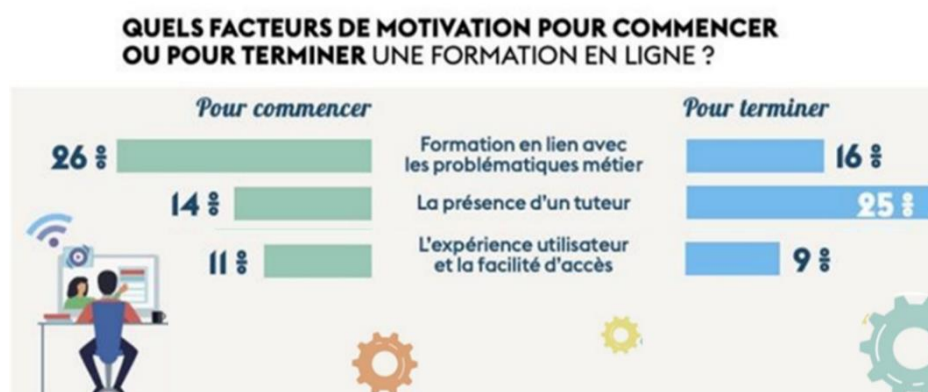 QUELS FACTEURS DE MOTIVATION POUR COMMENCER
OU POUR TERMINER UNE FORMATION EN LIGNE ?
Pour commencer
Pour terminer
26 %
Formation en lien avec
les problématiques métier
16 %
14 %
La présence d'un tuteur
25 %
11 %
L'expérience utilisateur
et la facilité d'accès
9 %